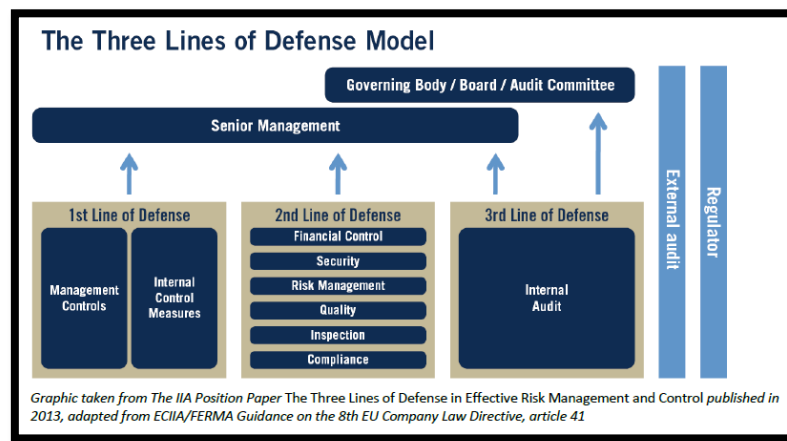 The Three Lines of Defense Model
Governing Body / Board / Audit Committee
Senior Management
1st Line of Defense
Management
Controls
Internal
Control
Measures
2nd Line of Defense
Financial Control
Security
Risk Management
Quality
Inspection
Compliance
3rd Line of Defense
Internal
Audit
External audit
Regulator
Graphic taken from The IIA Position Paper The Three Lines of Defense in Effective Risk Management and Control published in
2013, adapted from ECIIA/FERMA Guidance on the 8th EU Company Law Directive, article 41